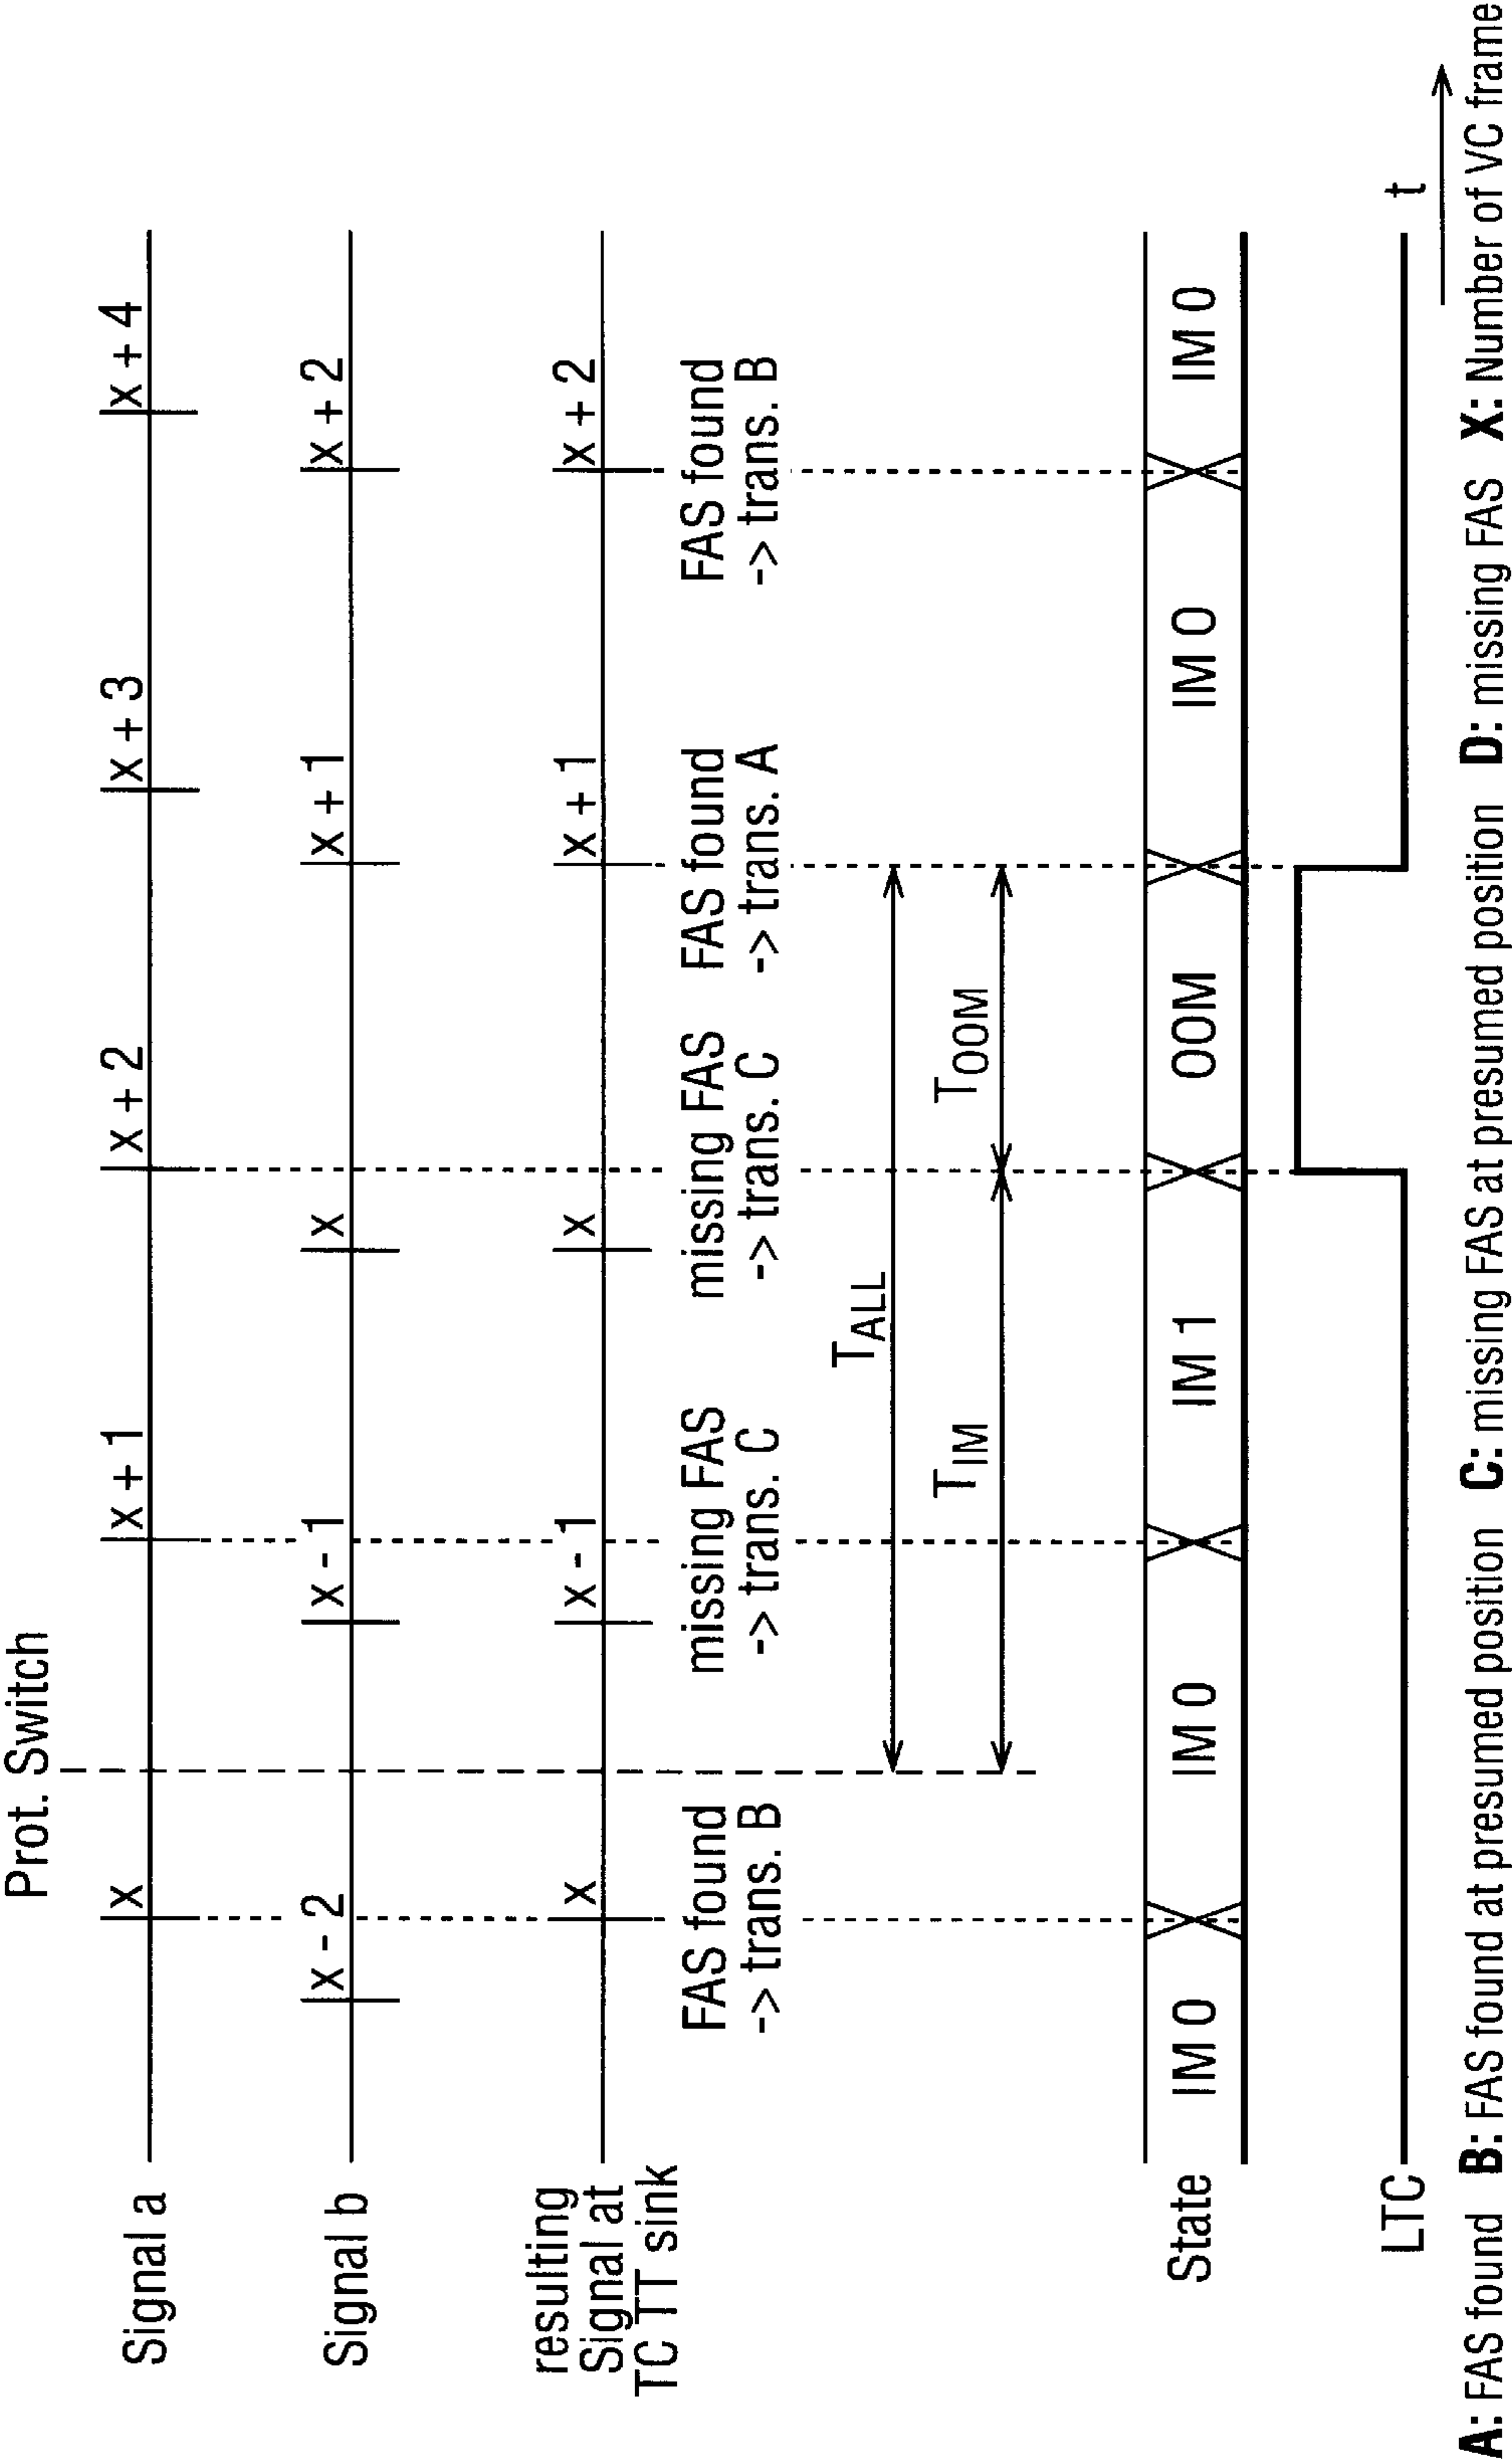 Prot. Switch
Signal a
x
x + 1
x + 2
x + 3
x + 4
Signal b
x - 2
x - 1
x
x + 1
x + 2
resulting
Signal at
TC TT sink
x
x - 1
x
x + 1
x + 2
FAS found
-> trans. B
missing FAS
-> trans. C
missing FAS
-> trans. C
FAS found
-> trans. A
FAS found
-> trans. B
TALL
TIM
TOOM
State
IM 0
IM 0
IM 1
OOM
IM 0
IM 0
LTC
t
A: FAS found B: FAS found at presumed position C: missing FAS at presumed position D: missing FAS X: Number of VC frame